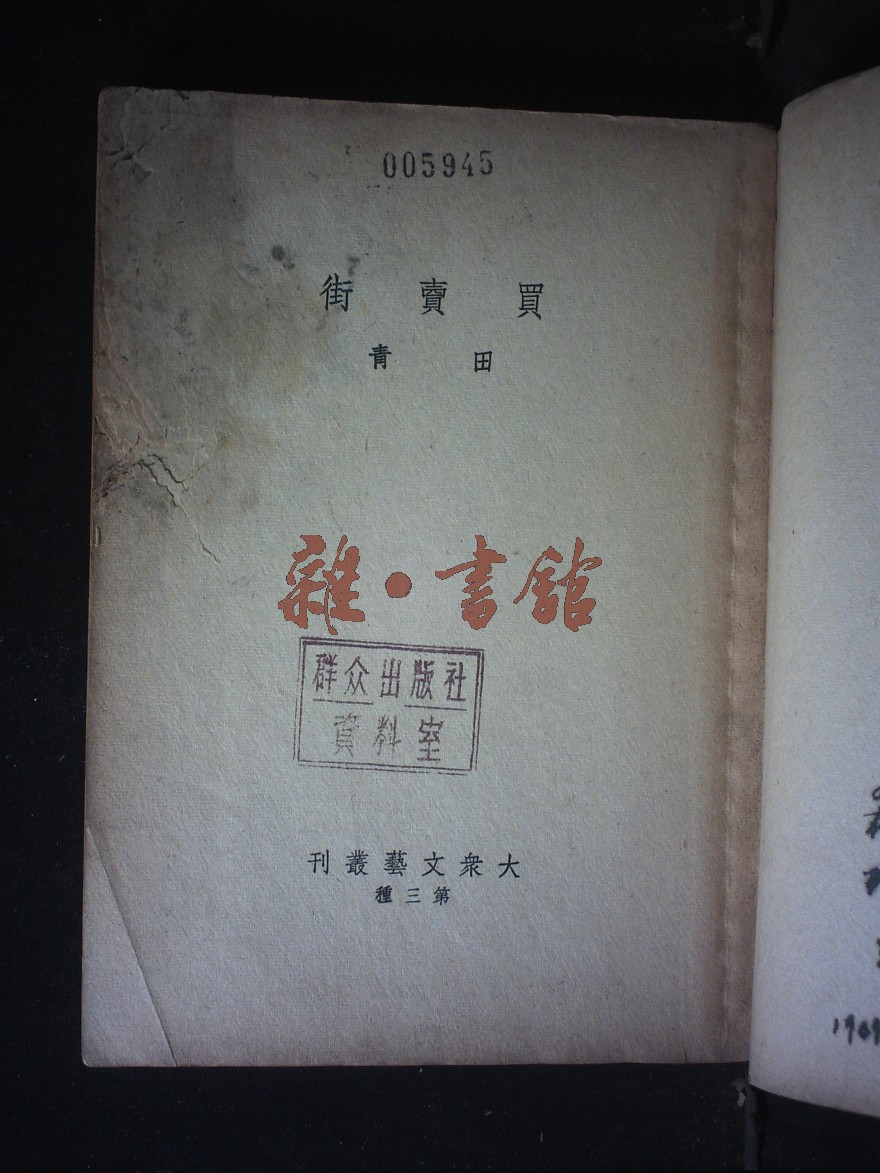 005945
買賣街
田青
雜·書館
群众出版社
資料室
大衆文藝叢刊
第三種